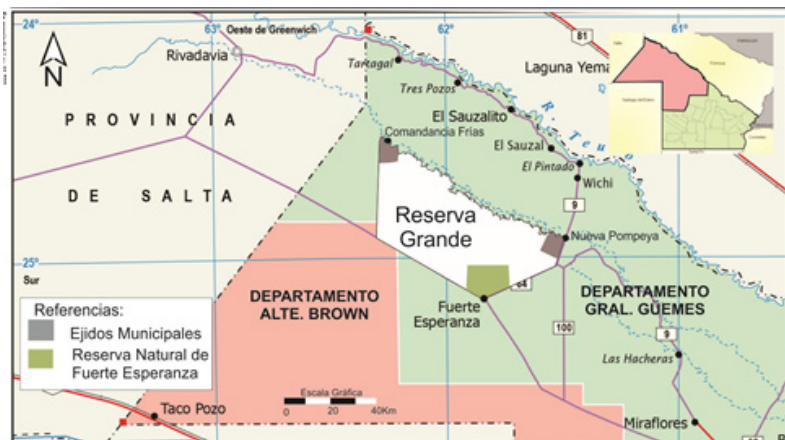 24°
63°
Oeste de Greenwich
62°
61°
81
Rivadavia
Tartagal
Laguna Yema
Tres Pozos
R. Teuco
PROVINCIA
DE SALTA
El Sauzalito
Comandancia Frías
El Sauzal
El Pintado
Wichi
9
Reserva
Grande
Nueva Pompeya
25°
25°
Sur
DEPARTAMENTO
ALTE. BROWN
Fuerte
Esperanza
DEPARTAMENTO
GRAL. GÜEMES
100
9
Las Hacheras
Referencias:
Ejidos Municipales
Reserva Natural de
Fuerte Esperanza
Escala Gráfica
0 20 40Km
Taco Pozo
Miraflores